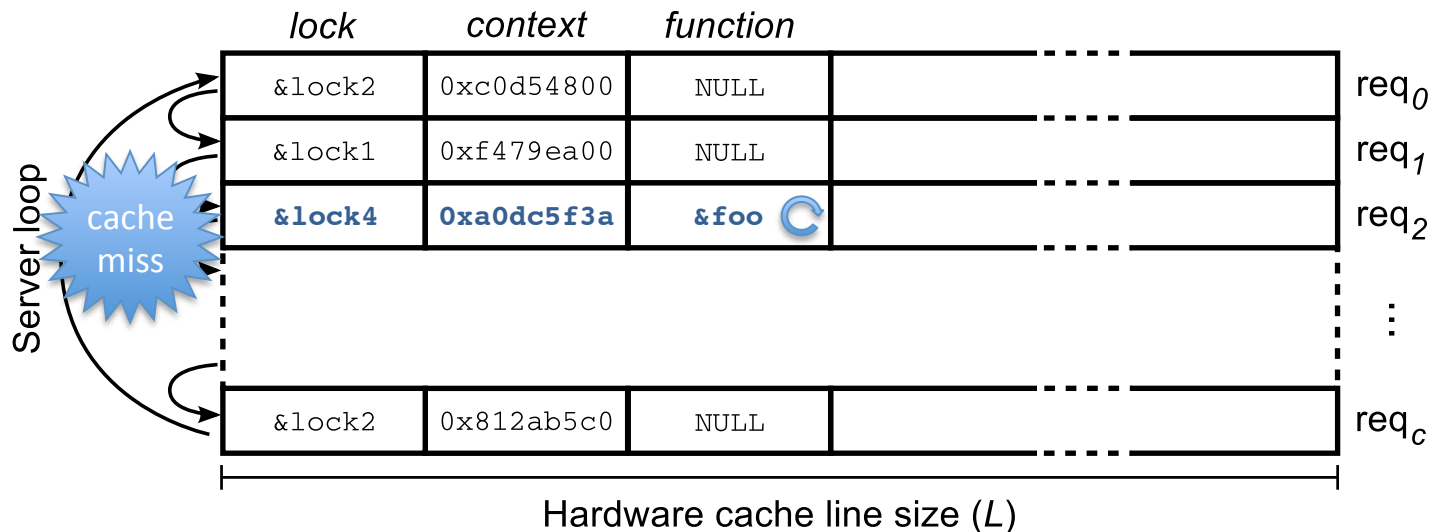 lock context function
&lock2 0xc0d54800 NULL req0
&lock1 0xf479ea00 NULL req1
&lock4 0xa0dc5f3a &foo req2
Server loop
cache
miss
...
&lock2 0x812ab5c0 NULL reqc
Hardware cache line size (L)